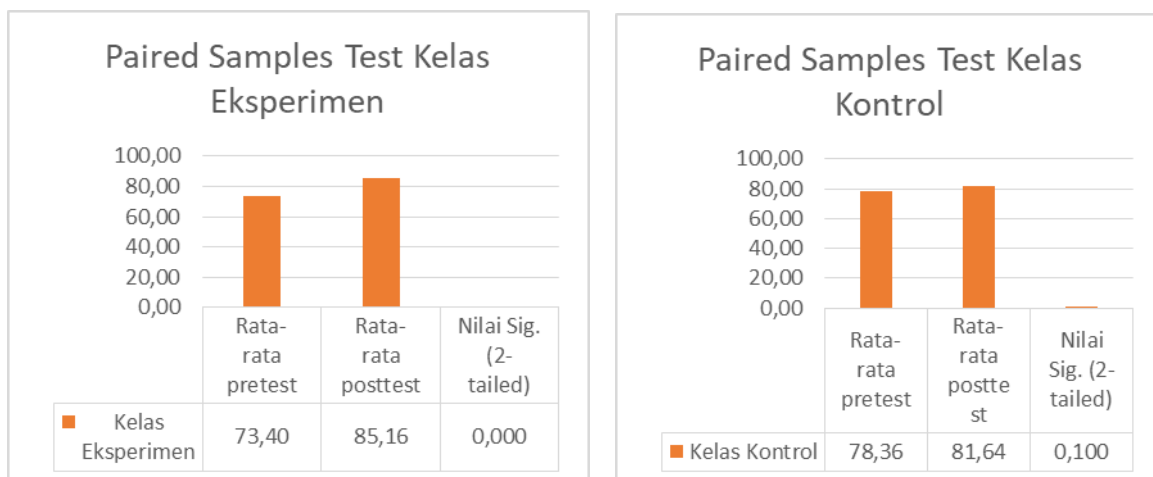 Paired Samples Test Kelas
Eksperimen
100,00
80,00
60,00
40,00
20,00
0,00
Rata-
rata
pretest
Rata-
rata
posttest
Nilai Sig.
(2-
tailed)
Kelas
Eksperimen
73,40
85,16
0,000
Paired Samples Test Kelas
Kontrol
100,00
80,00
60,00
40,00
20,00
0,00
Rata-
rata
pretest
Rata-
rata
postte
st
Nilai
Sig. (2-
tailed)
Kelas Kontrol
78,36
81,64
0,100